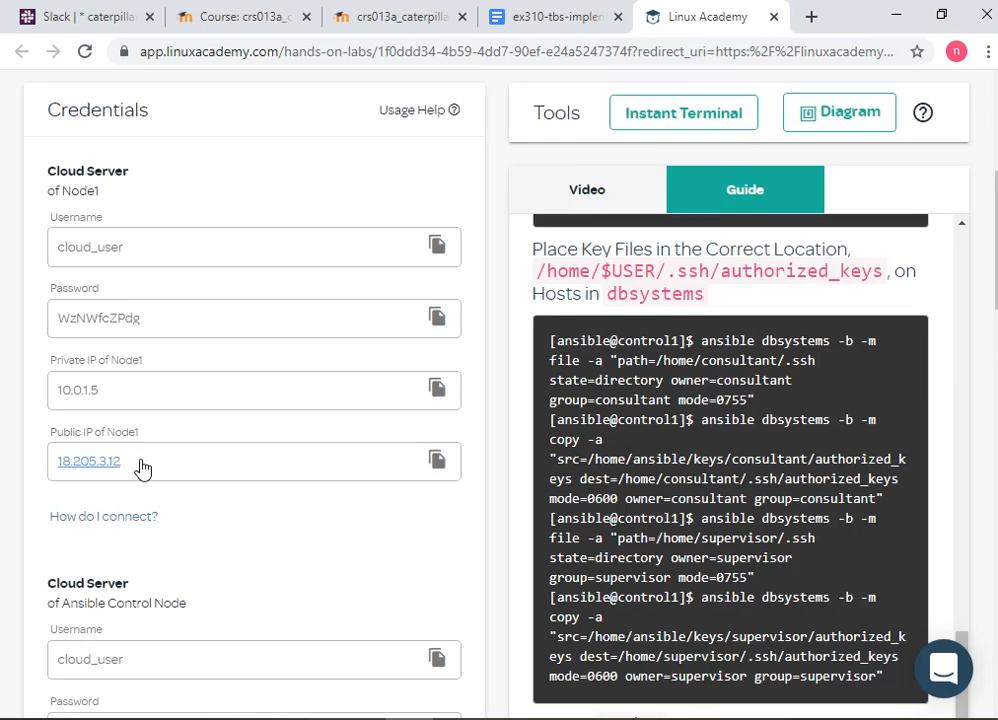 Slack | * caterpilla
Course: crs013a_c
crs013a_caterpilla
ex310-tbs-implem
Linux Academy
app.linuxacademy.com/hands-on-labs/1f0ddd34-4b59-4dd7-90ef-e24a5247374f?redirect_uri=https:%2F%2Flinuxacademy...
n
Credentials
Usage Help
Cloud Server
of Node1
Username
cloud_user
Password
WzNWfcZPdg
Private IP of Node1
10.0.1.5
Public IP of Node1
18.205.3.12
How do I connect?
Cloud Server
of Ansible Control Node
Username
cloud_user
Password
Tools
Instant Terminal
Diagram
Video
Guide
Place Key Files in the Correct Location,
/home/$USER/.ssh/authorized_keys, on
Hosts in dbsystems
[ansible@control1]$ ansible dbsystems -b -m
file -a "path=/home/consultant/.ssh
state=directory owner=consultant
group=consultant mode=0755"
[ansible@control1]$ ansible dbsystems -b -m
copy -a
"src=/home/ansible/keys/consultant/authorized_k
eys dest=/home/consultant/.ssh/authorized_keys
mode=0600 owner=consultant group=consultant"
[ansible@control1]$ ansible dbsystems -b -m
file -a "path=/home/supervisor/.ssh
state=directory owner=supervisor
group=supervisor mode=0755"
[ansible@control1]$ ansible dbsystems -b -m
copy -a
"src=/home/ansible/keys/supervisor/authorized_k
eys dest=/home/supervisor/.ssh/authorized_keys
mode=0600 owner=supervisor group=supervisor"